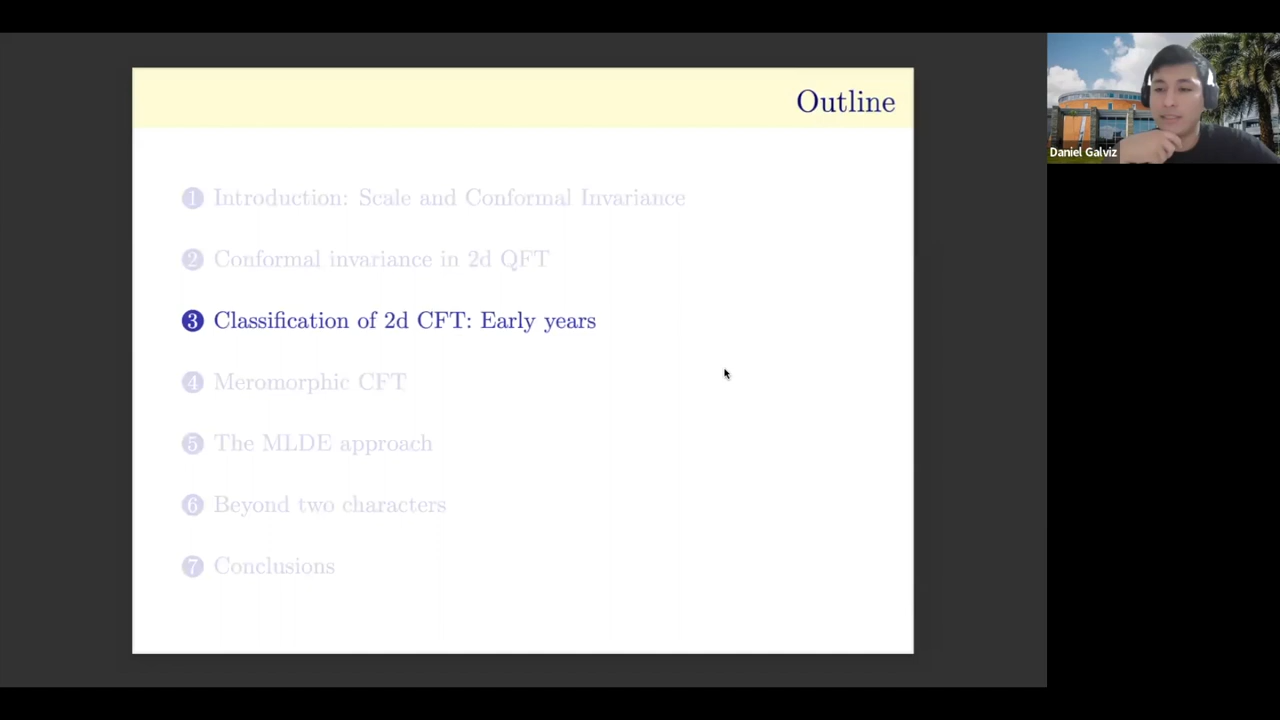 Outline
1 Introduction: Scale and Conformal Invariance
2 Conformal invariance in 2d QFT
3 Classification of 2d CFT: Early years
4 Meromorphic CFT
5 The MLDE approach
6 Beyond two characters
7 Conclusions
Daniel Galviz